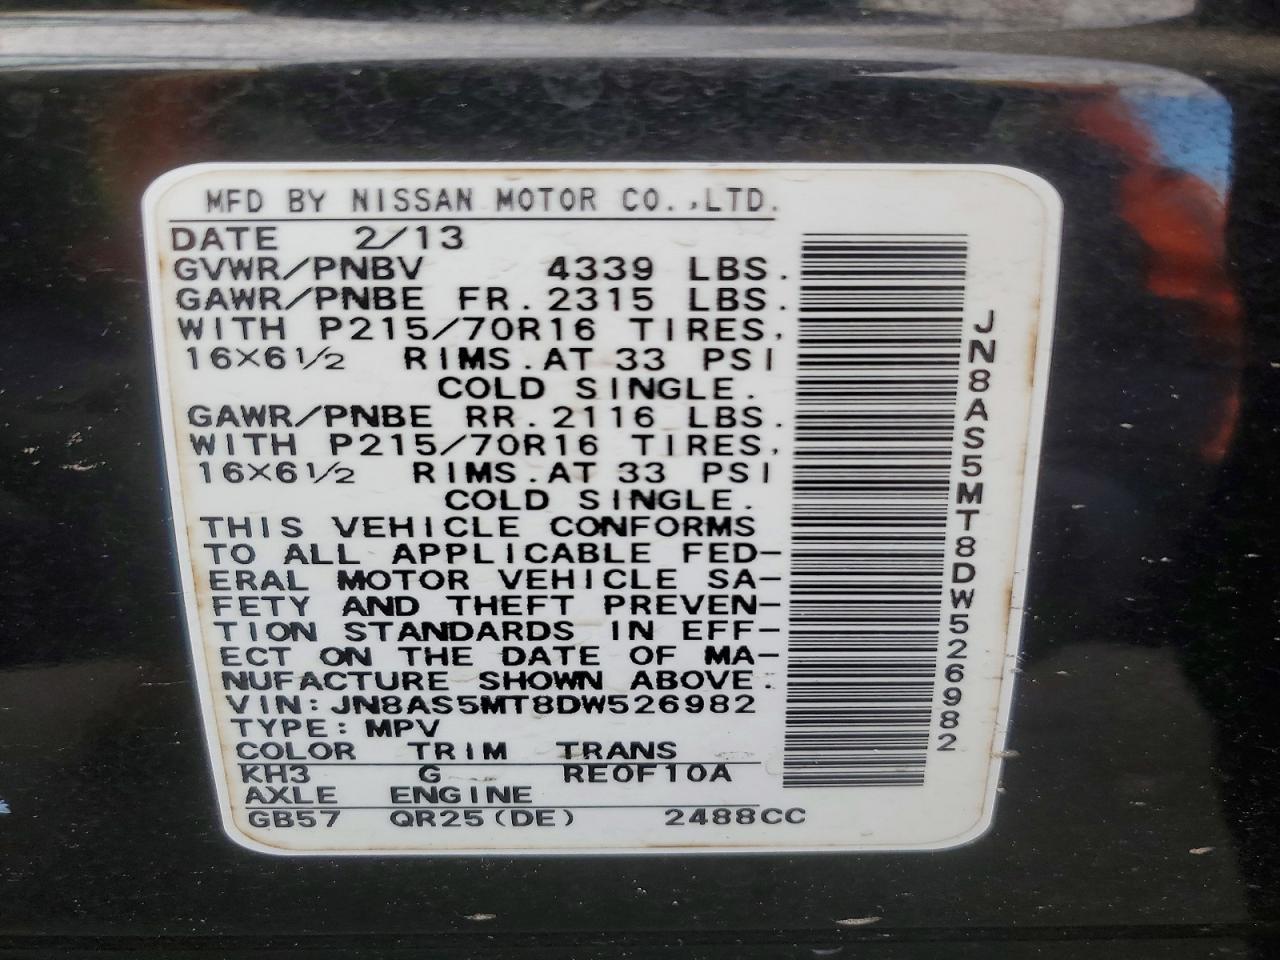 MFD BY NISSAN MOTOR CO.,LTD.
DATE 2/13
GVWR/PNBV 4339 LBS.
GAWR/PNBE FR. 2315 LBS.
WITH P215/70R16 TIRES,
16X6 1/2 RIMS.AT 33 PSI
COLD SINGLE.
GAWR/PNBE RR. 2116 LBS.
WITH P215/70R16 TIRES,
16X6 1/2 RIMS.AT 33 PSI
COLD SINGLE.
THIS VEHICLE CONFORMS
TO ALL APPLICABLE FED-
ERAL MOTOR VEHICLE SA-
FETY AND THEFT PREVEN-
TION STANDARDS IN EFF-
ECT ON THE DATE OF MA-
NUFACTURE SHOWN ABOVE.
VIN: JN8AS5MT8DW526982
TYPE: MPV
COLOR TRIM TRANS
KH3 G RE0F10A
AXLE ENGINE
GB57 QR25(DE) 2488CC
JN8AS5MT8DW526982